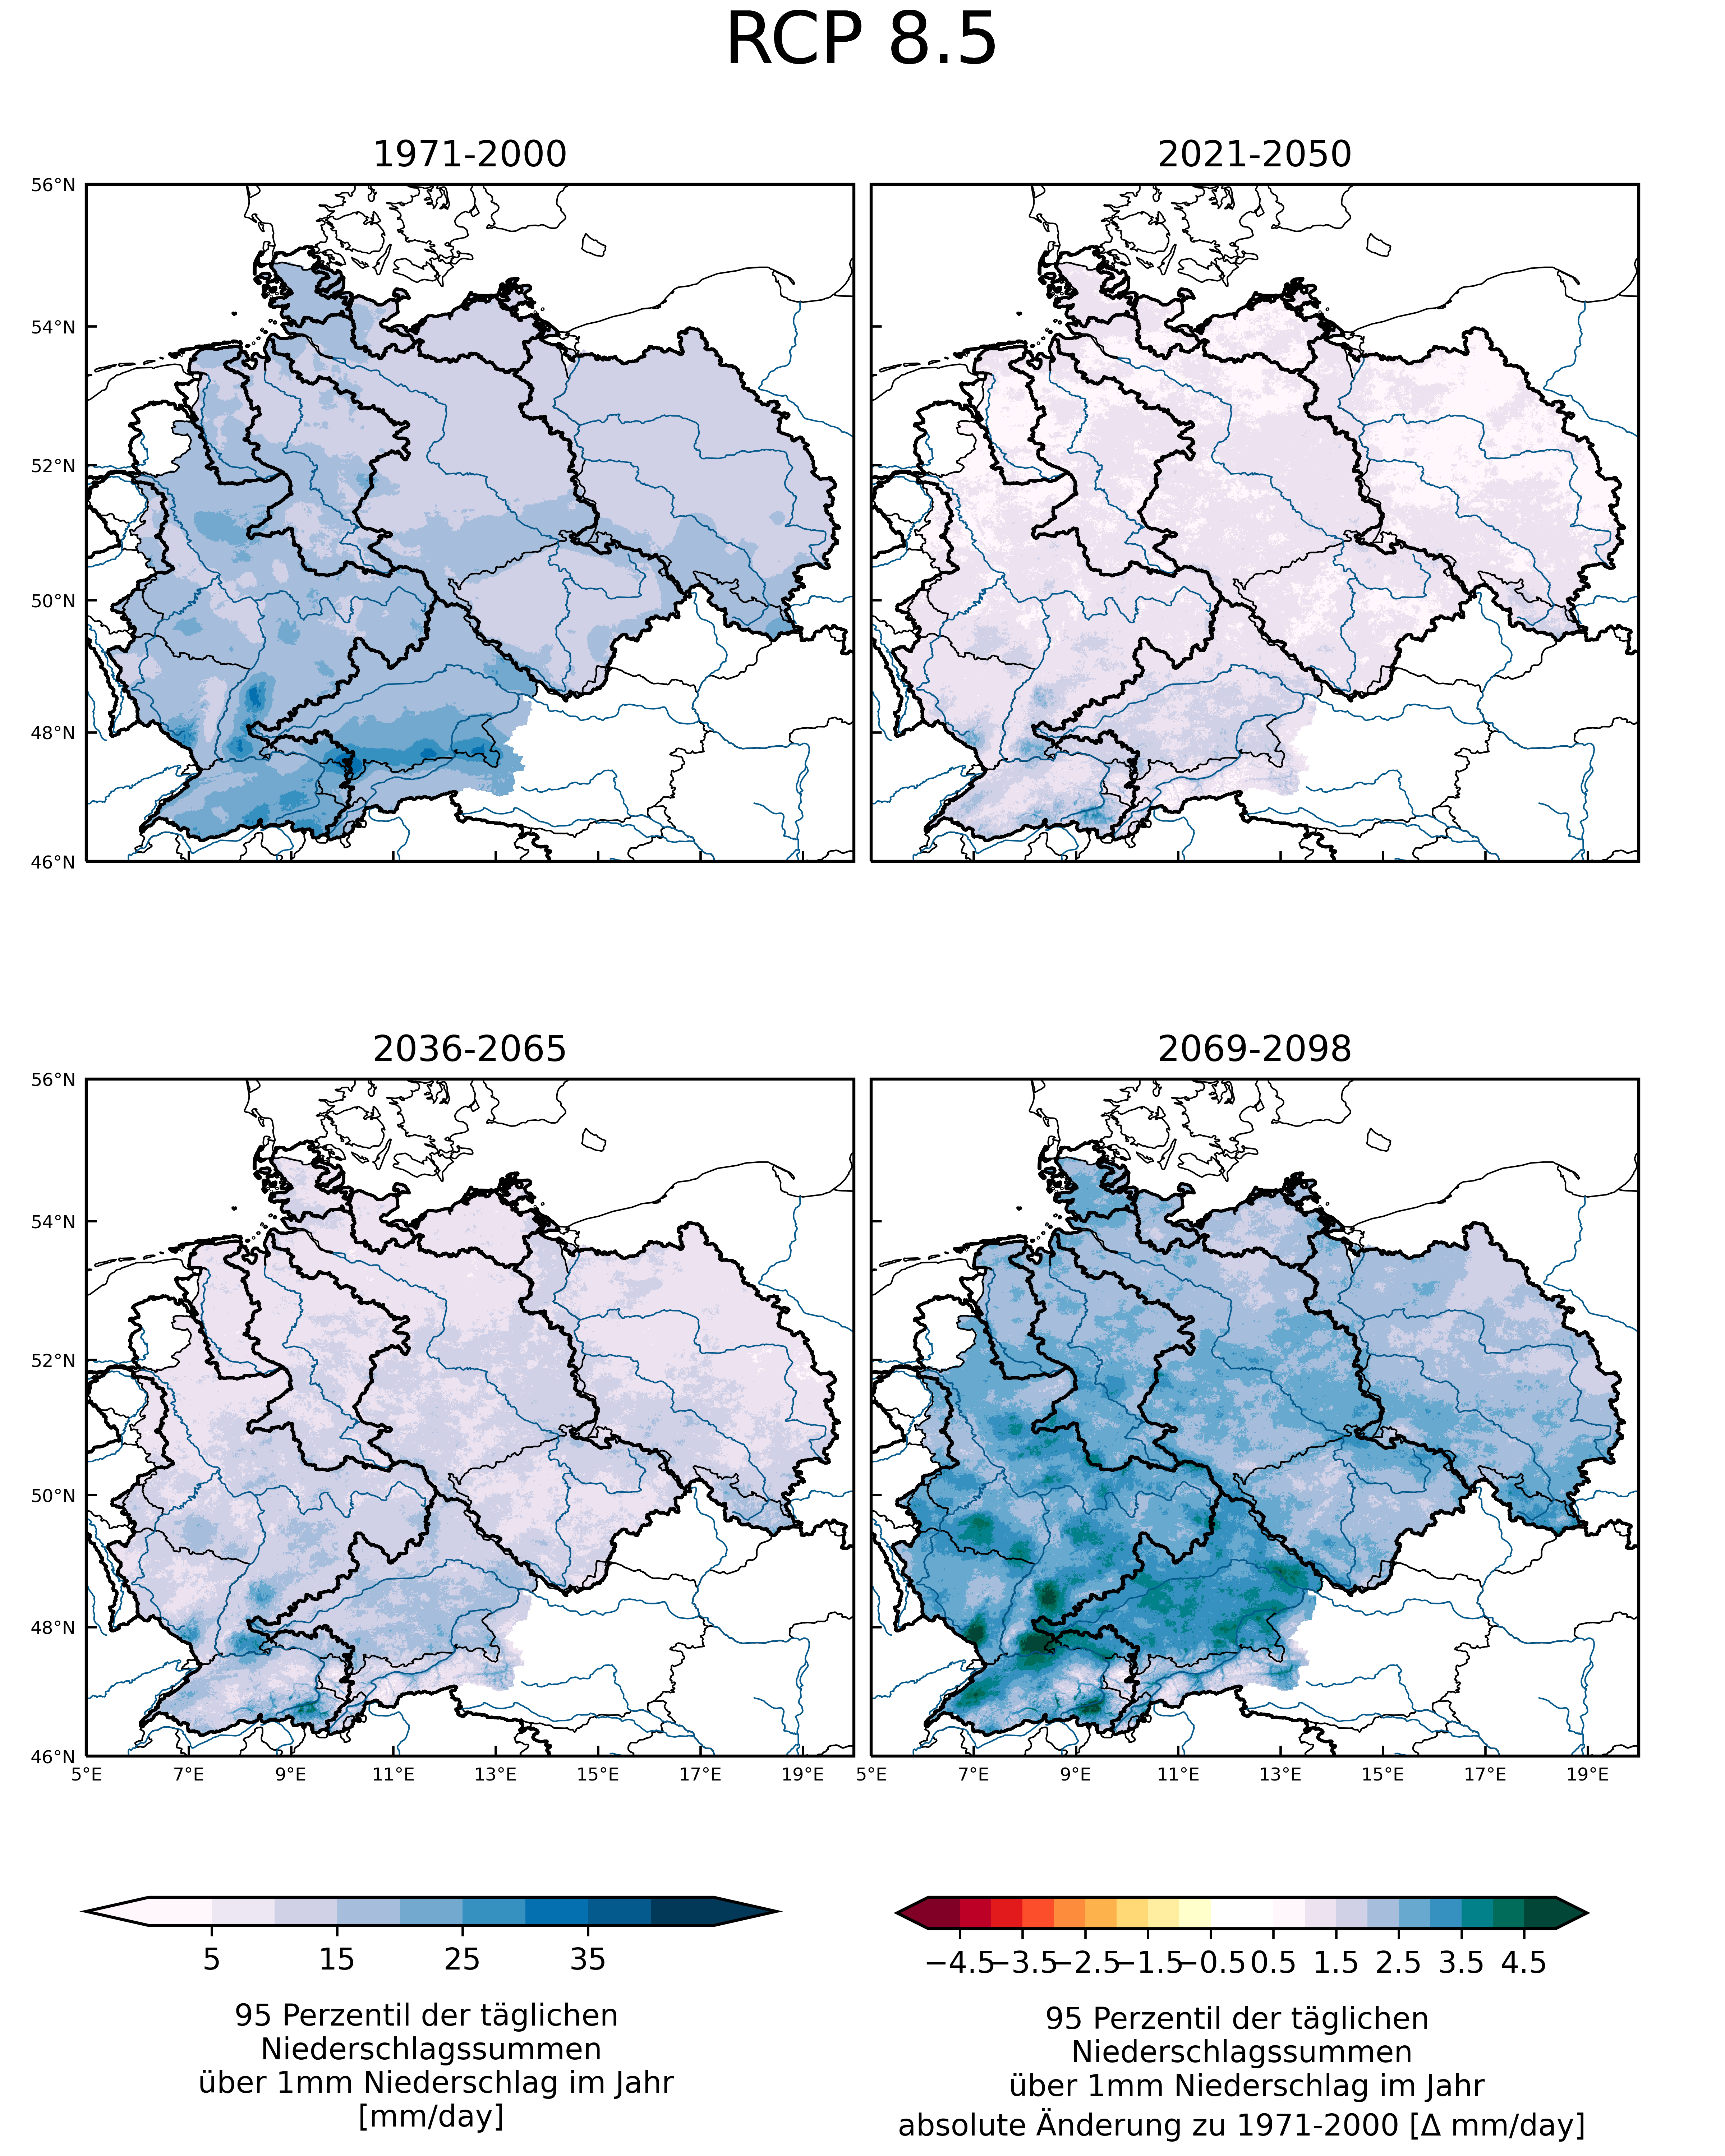 RCP 8.5
1971-2000
2021-2050
56°N
54°N
52°N
50°N
48°N
46°N
2036-2065
2069-2098
56°N
54°N
52°N
50°N
48°N
46°N
5°E 7°E 9°E 11°E 13°E 15°E 17°E 19°E
5°E 7°E 9°E 11°E 13°E 15°E 17°E 19°E
5 15 25 35
95 Perzentil der täglichen
Niederschlagssummen
über 1mm Niederschlag im Jahr
[mm/day]
−4.5 −3.5 −2.5 −1.5 −0.5 0.5 1.5 2.5 3.5 4.5
95 Perzentil der täglichen
Niederschlagssummen
über 1mm Niederschlag im Jahr
absolute Änderung zu 1971-2000 [Δ mm/day]